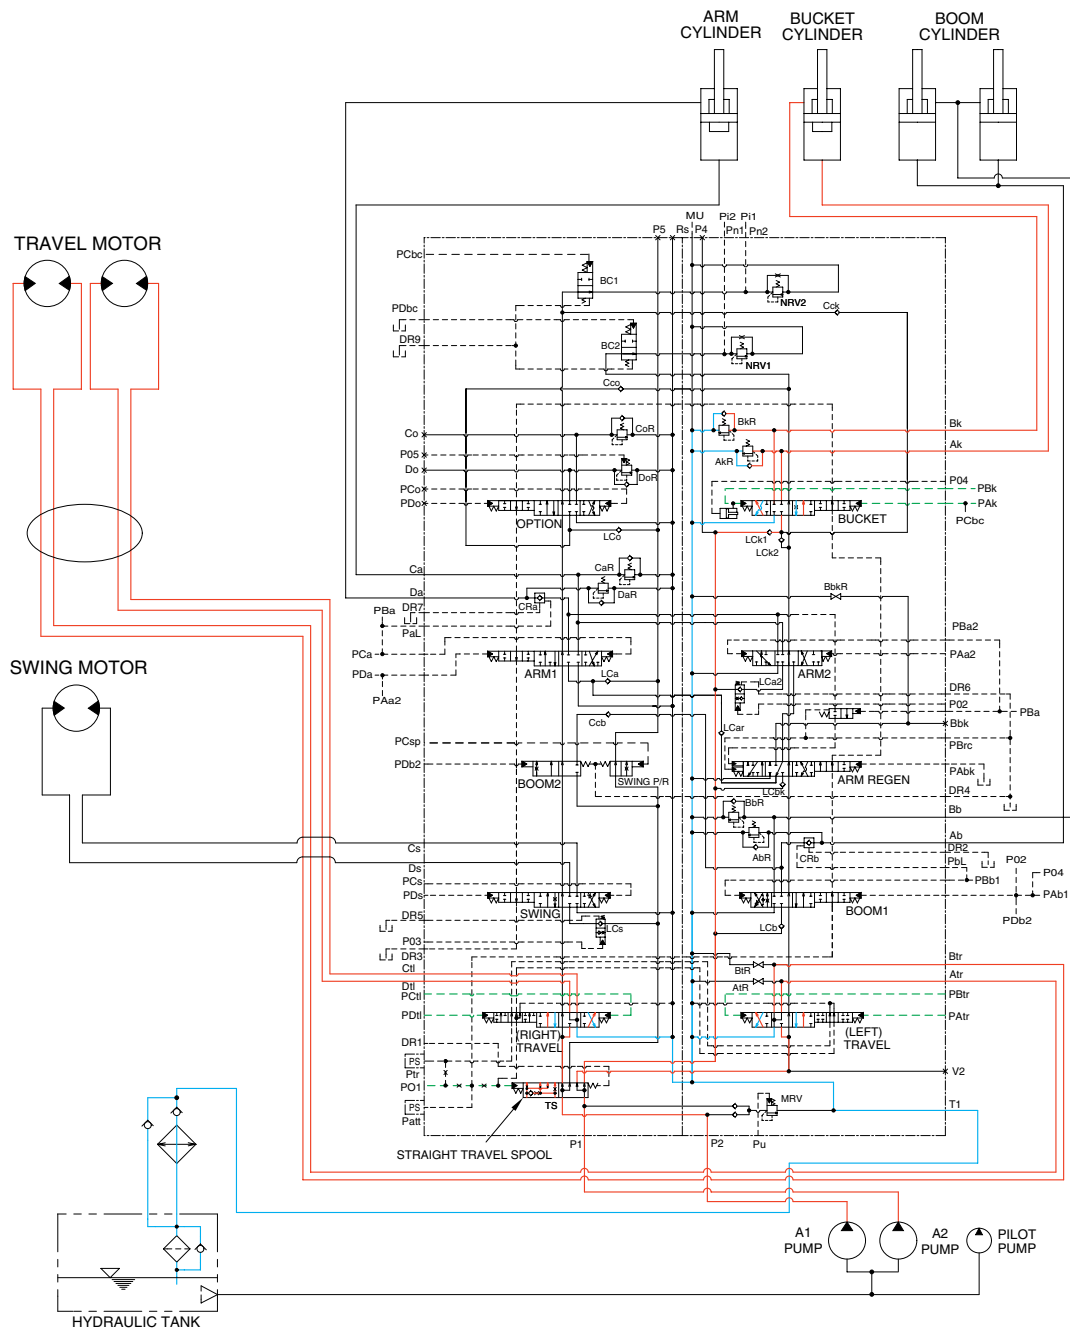 ARM
CYLINDER
BUCKET
CYLINDER
BOOM
CYLINDER
TRAVEL MOTOR
SWING MOTOR
MU
P5
Rs
P4
Pi2
Pi1
Pn1
Pn2
PCbc
BC1
NRV2
Cck
PDbc
DR9
BC2
NRV1
Cco
Co
CoR
BkR
Bk
AkR
Ak
P05
Do
DoR
PCo
PDo
OPTION
LCo
P04
PBk
PAk
PCbc
BUCKET
LCk1
LCk2
Ca
CaR
DaR
Da
CRa
PBa
DR7
PaL
PCa
PDa
PAa2
ARM1
LCa
BbkR
PBa2
PAa2
ARM2
LCa2
DR6
P02
PBa
Bbk
LCar
Ccb
PCsp
PDb2
BOOM2
SWING P/R
PBrc
PAbk
ARM REGEN
LCbk
DR4
BbR
Bb
AbR
CRb
Ab
DR2
PbL
P02
P04
PBb1
PAb1
PDb2
BOOM1
LCb
Cs
Ds
PCs
PDs
SWING
DR5
LCs
P03
DR3
Ctl
Dtl
PCtl
PDtl
(RIGHT)
TRAVEL
BtR
AtR
Btr
Atr
PBtr
PAtr
(LEFT)
TRAVEL
DR1
PS
Ptr
PO1
PS
Patt
TS
STRAIGHT TRAVEL SPOOL
V2
T1
MRV
P1
P2
Pu
A1
PUMP
A2
PUMP
PILOT
PUMP
HYDRAULIC TANK